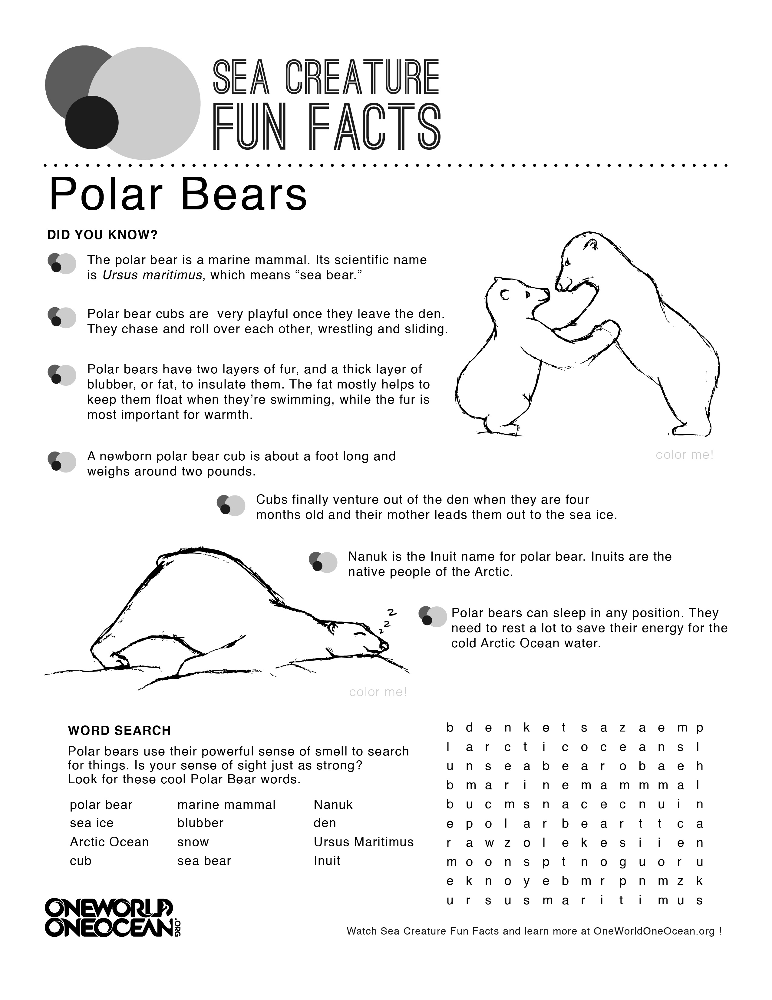 SEA CREATURE
FUN FACTS
Polar Bears
DID YOU KNOW?
The polar bear is a marine mammal. Its scientific name
is Ursus maritimus, which means “sea bear.”
Polar bear cubs are  very playful once they leave the den.
They chase and roll over each other, wrestling and sliding.
Polar bears have two layers of fur, and a thick layer of
blubber, or fat, to insulate them. The fat mostly helps to
keep them float when they’re swimming, while the fur is
most important for warmth.
color me!
A newborn polar bear cub is about a foot long and
weighs around two pounds.
Cubs finally venture out of the den when they are four
months old and their mother leads them out to the sea ice.
Nanuk is the Inuit name for polar bear. Inuits are the
native people of the Arctic.
z
z
z
Polar bears can sleep in any position. They
need to rest a lot to save their energy for the
cold Arctic Ocean water.
color me!
WORD SEARCH
Polar bears use their powerful sense of smell to search
for things. Is your sense of sight just as strong?
Look for these cool Polar Bear words.
polar bear marine mammal Nanuk
sea ice blubber den
Arctic Ocean snow Ursus Maritimus
cub sea bear Inuit
b d e n k e t s a z a e m p
l a r c t i c o c e a n s l
u n s e a b e a r o b a e h
b m a r i n e m a m m m a l
b u c m s n a c e c n u i n
e p o l a r b e a r t t c a
r a w z o l e k e s i i e n
m o o n s p t n o g u o r u
e k n o y e b m r p n m z k
u r s u s m a r i t i m u s
ONEWORLD
ONEOCEAN.ORG
Watch Sea Creature Fun Facts and learn more at OneWorldOneOcean.org !